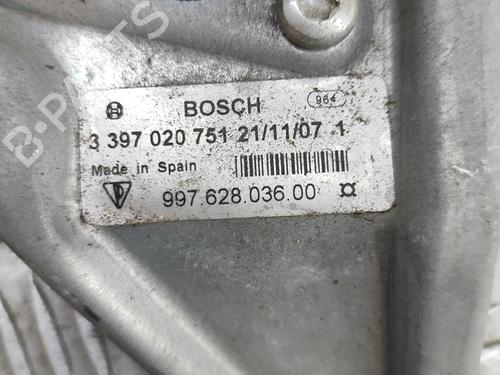 B-PARTS
BOSCH 964
3 397 020 751 21/11/07 1
Made in Spain
997.628.036.00